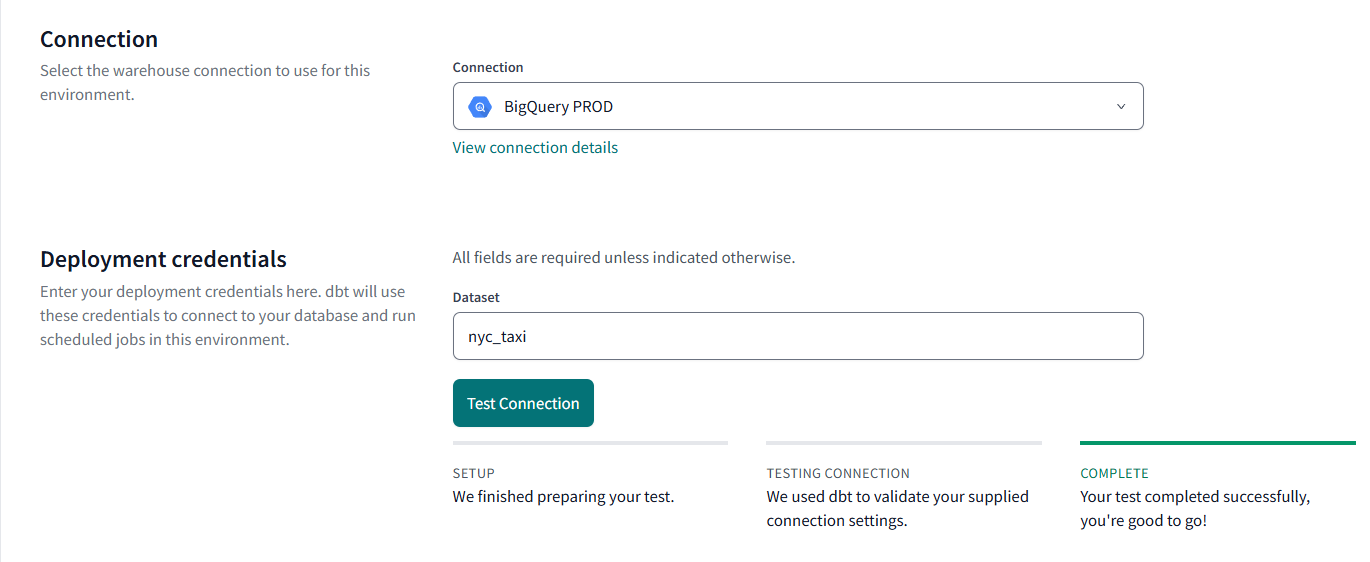 Connection
Select the warehouse connection to use for this
environment.
Connection
BigQuery PROD
View connection details
Deployment credentials
Enter your deployment credentials here. dbt will use
these credentials to connect to your database and run
scheduled jobs in this environment.
All fields are required unless indicated otherwise.
Dataset
nyc_taxi
Test Connection
SETUP
We finished preparing your test.
TESTING CONNECTION
We used dbt to validate your supplied
connection settings.
COMPLETE
Your test completed successfully,
you're good to go!